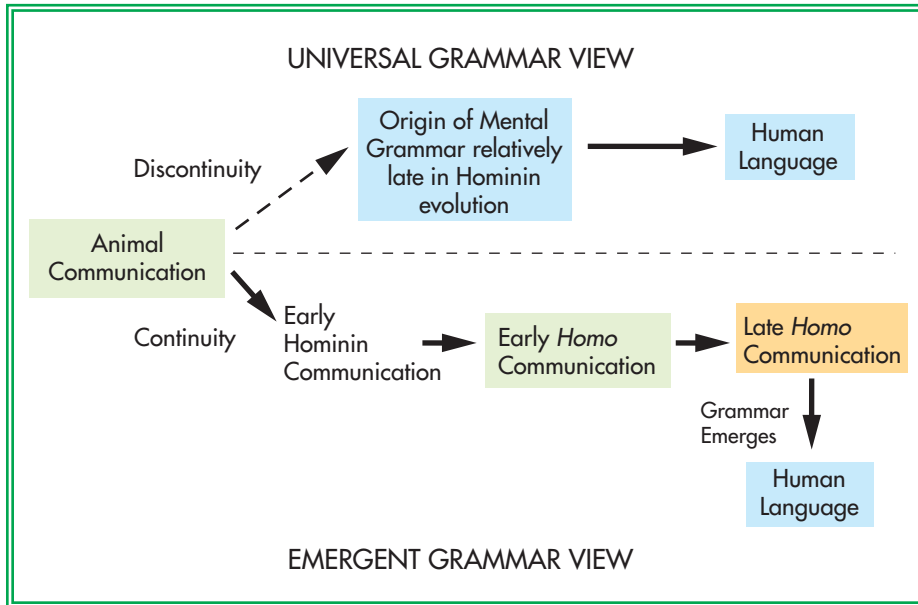 UNIVERSAL GRAMMAR VIEW
Origin of Mental
Grammar relatively
late in Hominin
evolution
Human
Language
Discontinuity
Animal
Communication
Continuity
Early
Hominin
Communication
Early Homo
Communication
Late Homo
Communication
Grammar
Emerges
Human
Language
EMERGENT GRAMMAR VIEW